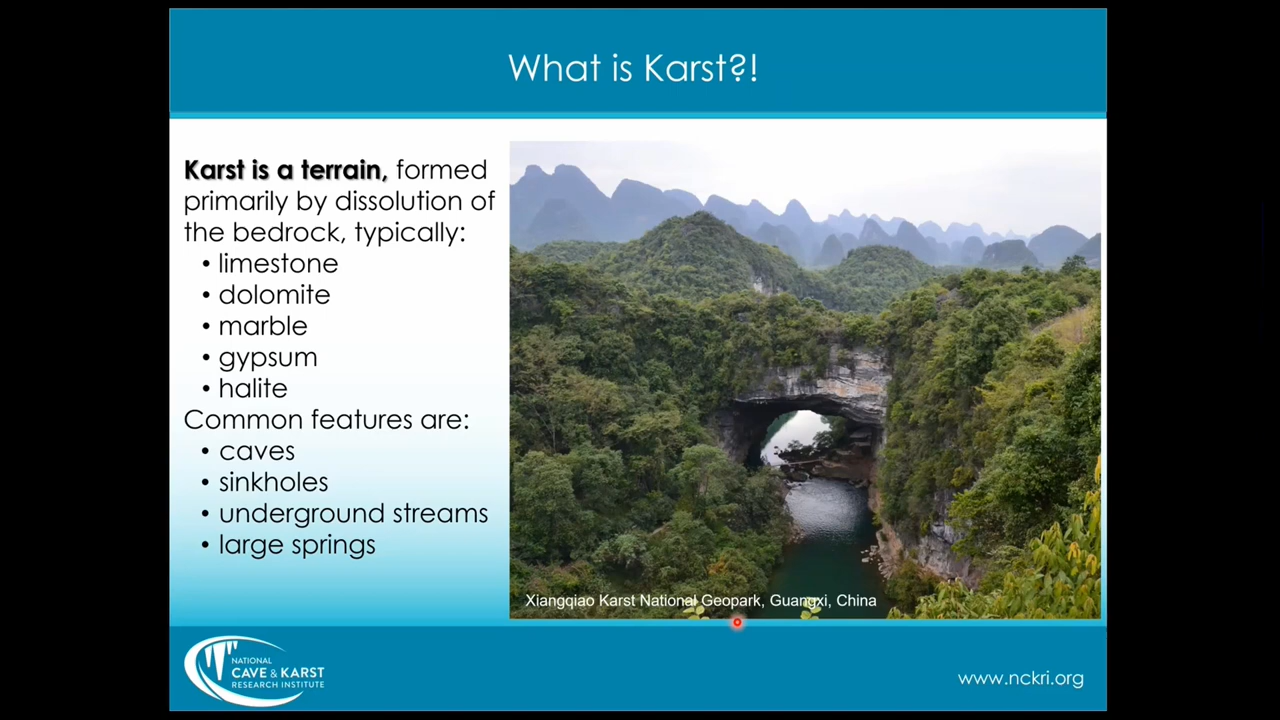 What is Karst?!
Karst is a terrain, formed
primarily by dissolution of
the bedrock, typically:
• limestone
• dolomite
• marble
• gypsum
• halite
Common features are:
• caves
• sinkholes
• underground streams
• large springs
Xiangqiao Karst National Geopark, Guangxi, China
NATIONAL
CAVE & KARST
RESEARCH INSTITUTE
www.nckri.org